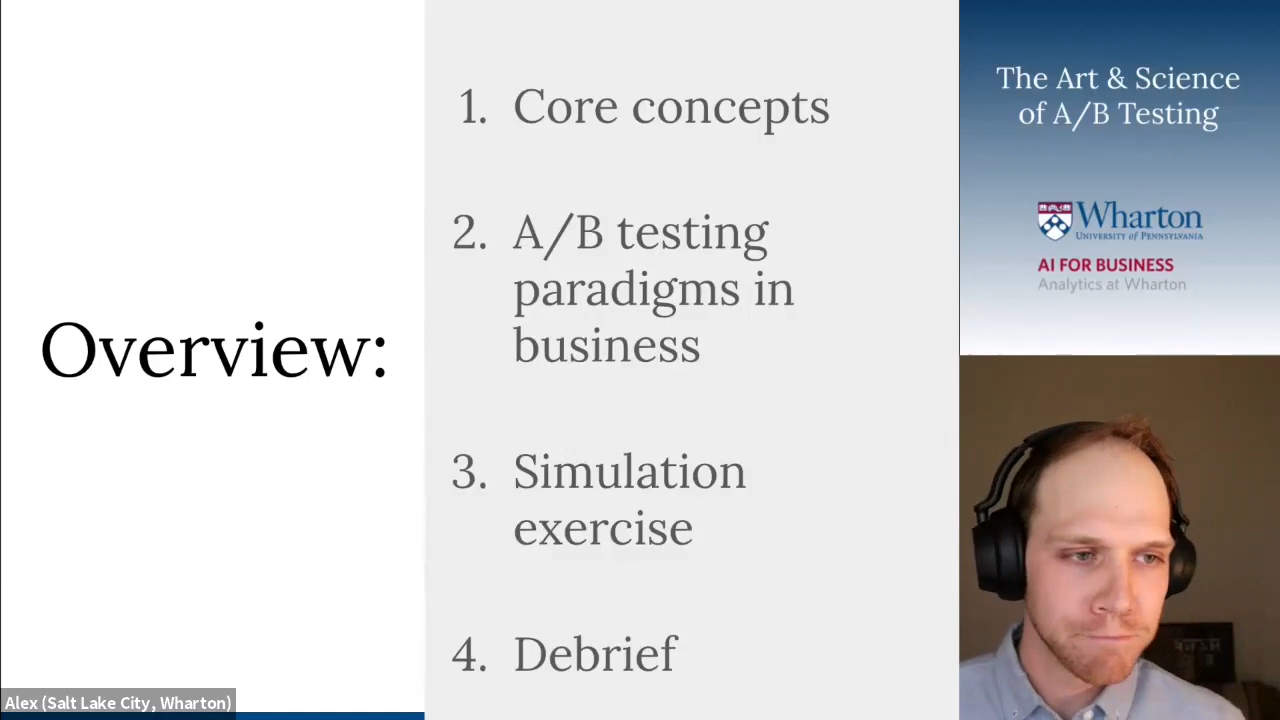 Overview:
1. Core concepts
2. A/B testing
paradigms in
business
3. Simulation
exercise
4. Debrief
The Art & Science
of A/B Testing
Wharton
UNIVERSITY of PENNSYLVANIA
AI FOR BUSINESS
Analytics at Wharton
Alex (Salt Lake City, Wharton)